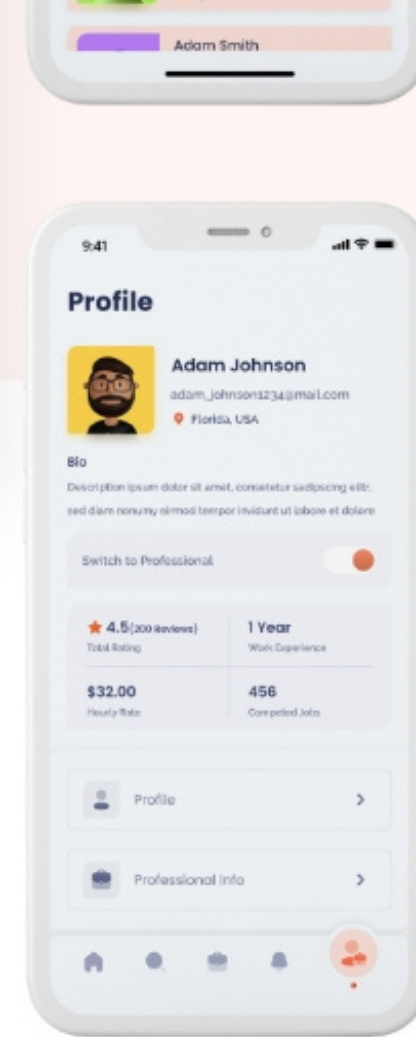 Adam Smith
9:41
Profile
Adam Johnson
adam_johnson1234@mail.com
Florida, USA
Bio
Description ipsum dolor sit amet, consetetur sadipscing elitr,
sed diam nonumy eirmod tempor invidunt ut labore et dolore
Switch to Professional
4.5(200 Reviews)
Total Rating
1 Year
Work Experience
$32.00
Hourly Rate
456
Competed Jobs
Profile
Professional Info